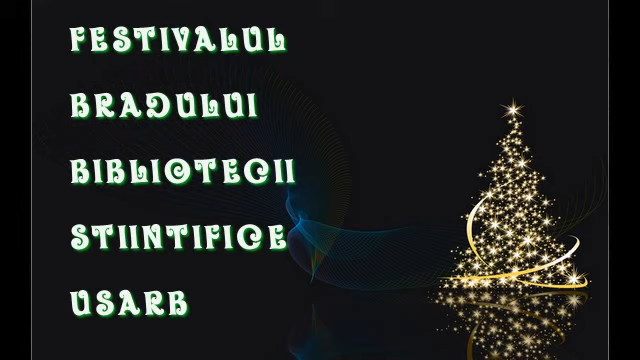 FESTIVALUL
BRADULUI
BIBLIOTECII
STIINTIFICE
USARB